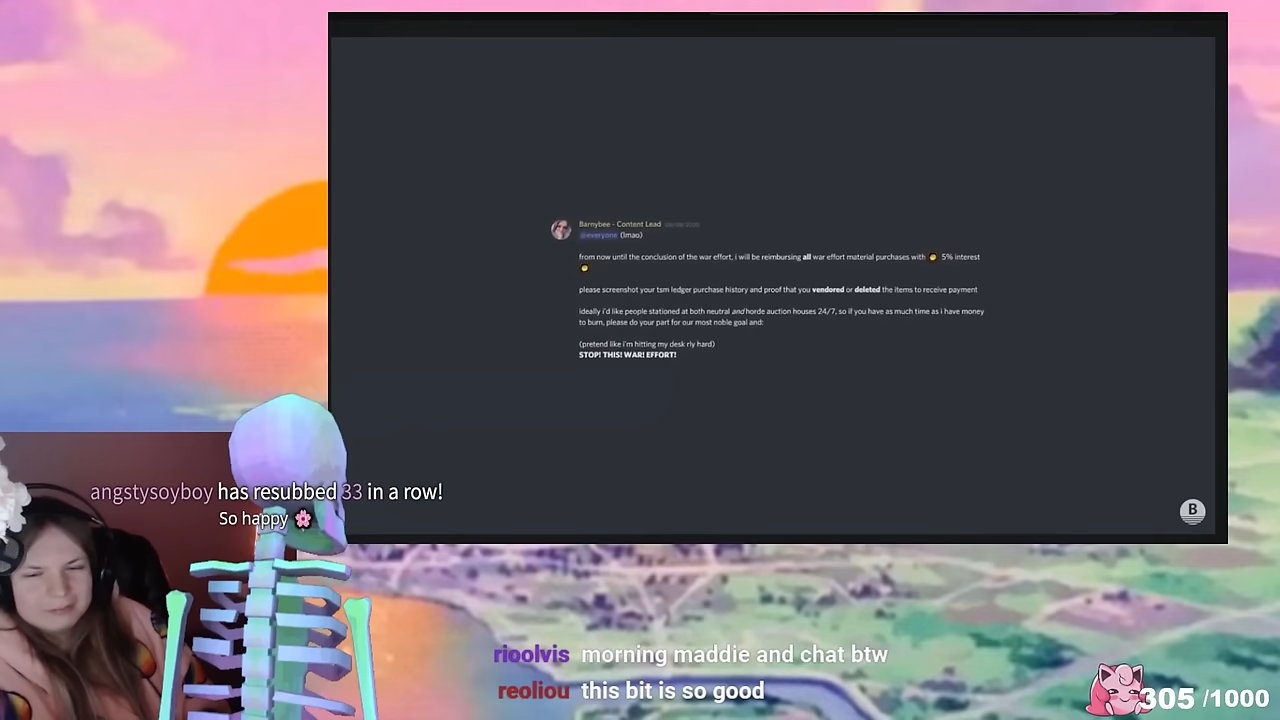 Barnybee - Content Lead
@everyone (lmao)
from now until the conclusion of the war effort, i will be reimbursing all war effort material purchases with 5% interest
please screenshot your tsm ledger purchase history and proof that you vendored or deleted the items to receive payment
ideally i'd like people stationed at both neutral and horde auction houses 24/7, so if you have as much time as i have money
to burn, please do your part for our most noble goal and:
(pretend like i'm hitting my desk rly hard)
STOP! THIS! WAR! EFFORT!
B
angstysoyboy has resubbed 33 in a row!
So happy
rioolvis morning maddie and chat btw
reoliou this bit is so good
305 /1000